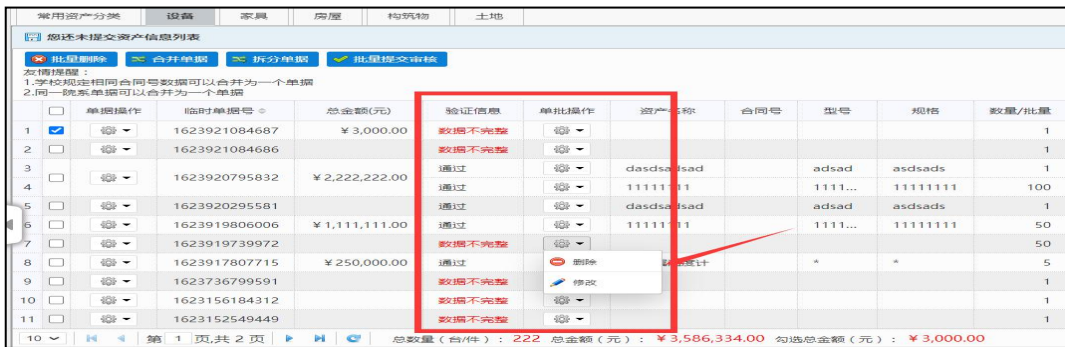 常用资产分类 设备 家具 房屋 构筑物 土地
您还未提交资产信息列表
批量删除 合并单据 拆分单据 批量提交审核
友情提醒：
1.学校规定相同合同号数据可以合并为一个单据
2.同一院系单据可以合并为一个单据
单据操作 临时单据号 总金额(元) 验证信息 单批操作 资产名称 合同号 型号 规格 数量/批量
1 1623921084687 ¥3,000.00 数据不完整 1
2 1623921084686 数据不完整 1
3 1623920795832 ¥2,222,222.00 通过 dasdsadsad adsad asdsads 1
4 通过 11111111 1111... 11111111 100
5 1623920295581 通过 dasdsadsad adsad asdsads 1
6 1623919806006 ¥1,111,111.00 通过 11111111 1111... 11111111 50
7 1623919739972 数据不完整 50
8 1623917807715 ¥250,000.00 通过 删除 度计 * * 5
9 1623736799591 数据不完整 修改 1
10 1623156184312 数据不完整 1
11 1623152549449 数据不完整 1
10 第 1 页,共 2 页 总数量（台/件）：222 总金额（元）：¥3,586,334.00 勾选总金额（元）：¥3,000.00